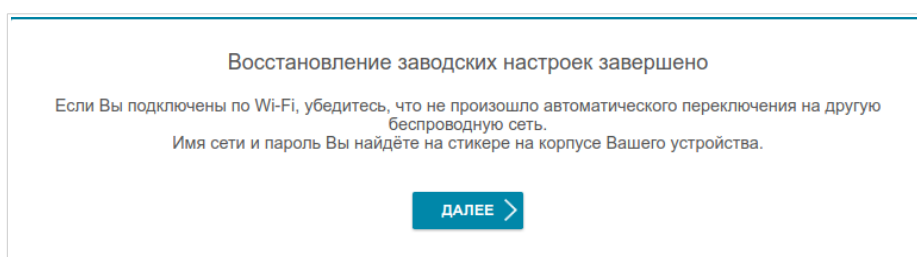 Восстановление заводских настроек завершено
Если Вы подключены по Wi-Fi, убедитесь, что не произошло автоматического переключения на другую
беспроводную сеть.
Имя сети и пароль Вы найдёте на стикере на корпусе Вашего устройства.
ДАЛЕЕ